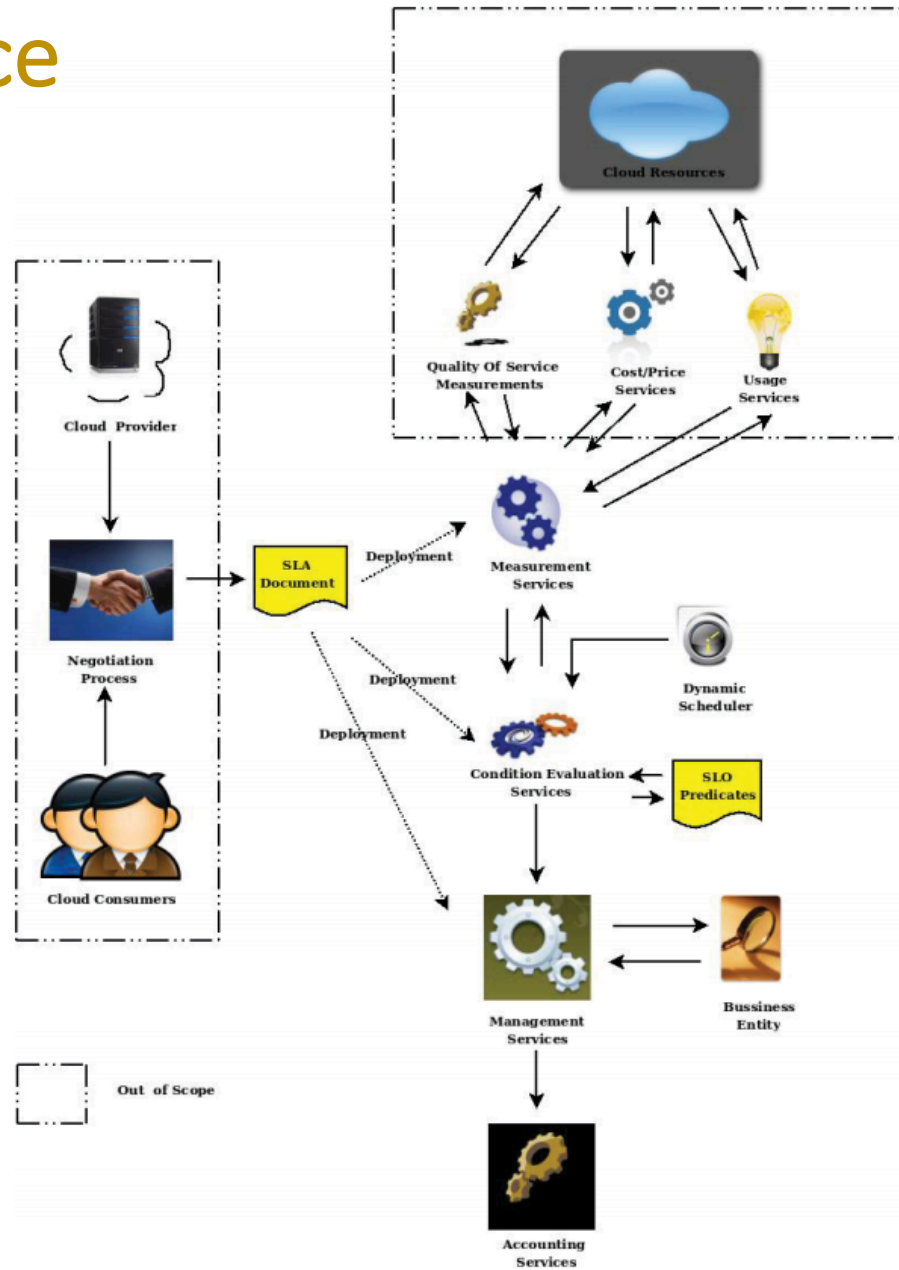 ce
Cloud Resources
Quality Of Service
Measurements
Cost/Price
Services
Usage
Services
Cloud Provider
Negotiation
Process
Cloud Consumers
SLA
Document
Deployment
Deployment
Deployment
Measurement
Services
Dynamic
Scheduler
Condition Evaluation
Services
SLO
Predicates
Management
Services
Bussiness
Entity
Out of Scope
Accounting
Services